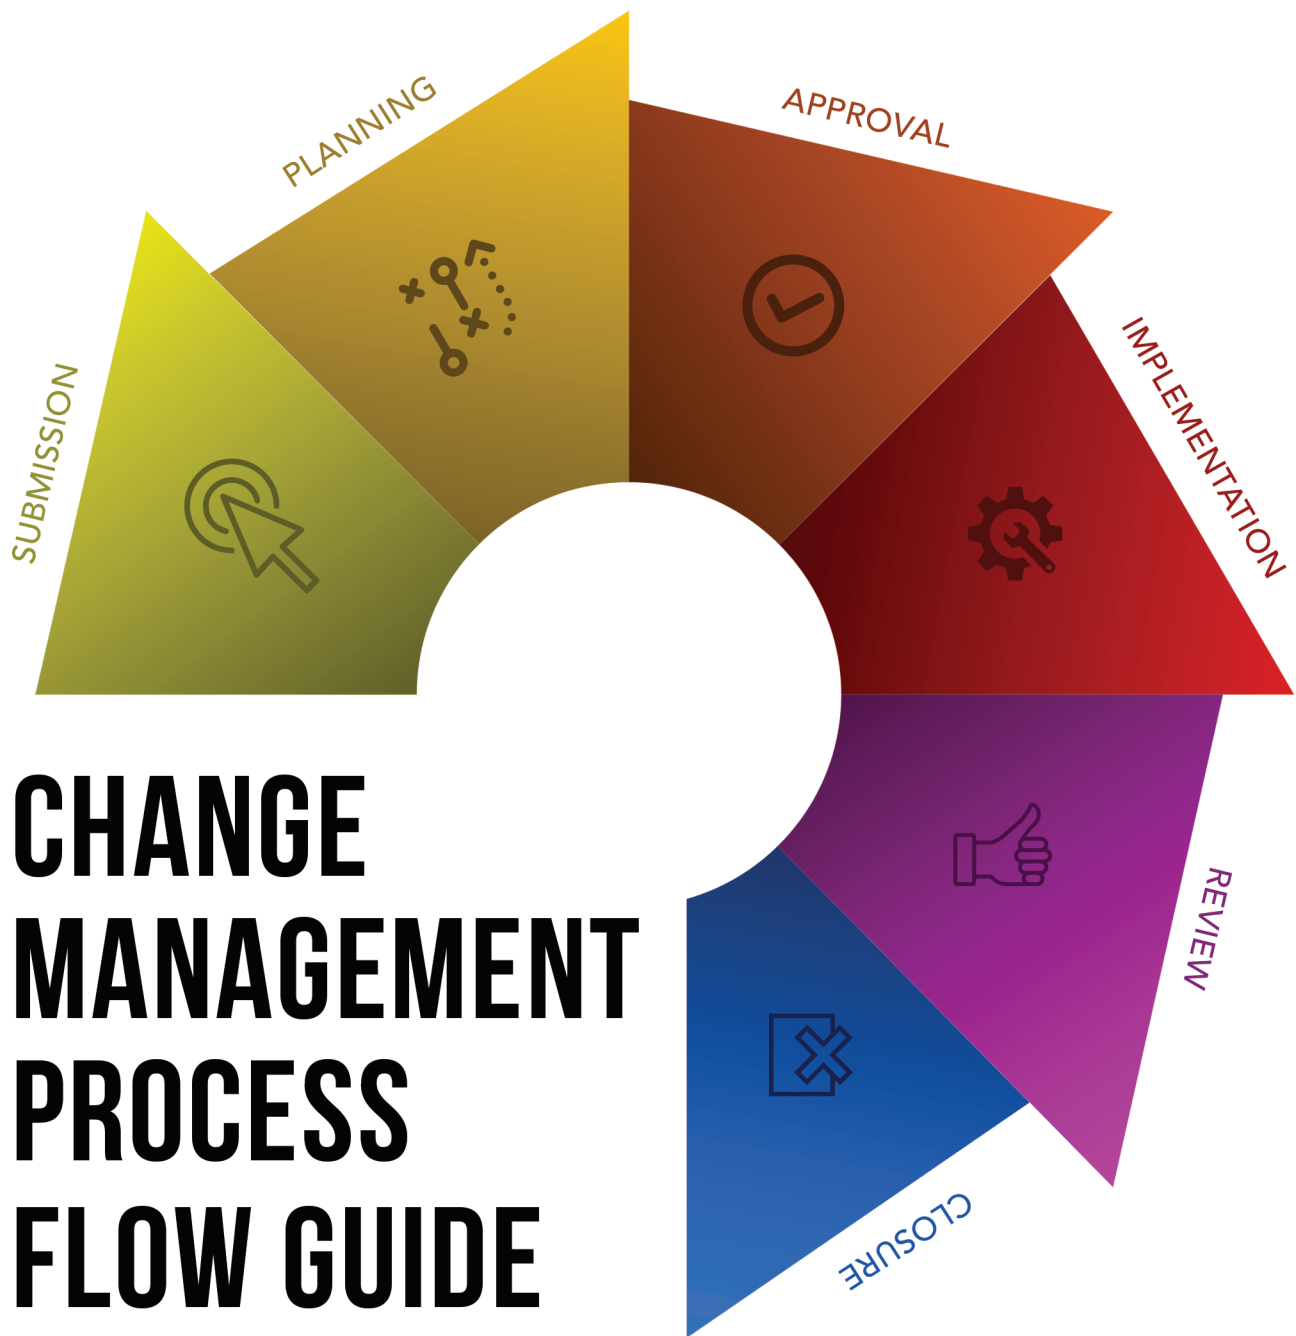 SUBMISSION
PLANNING
APPROVAL
IMPLEMENTATION
REVIEW
CLOSURE
CHANGE
MANAGEMENT
PROCESS
FLOW GUIDE